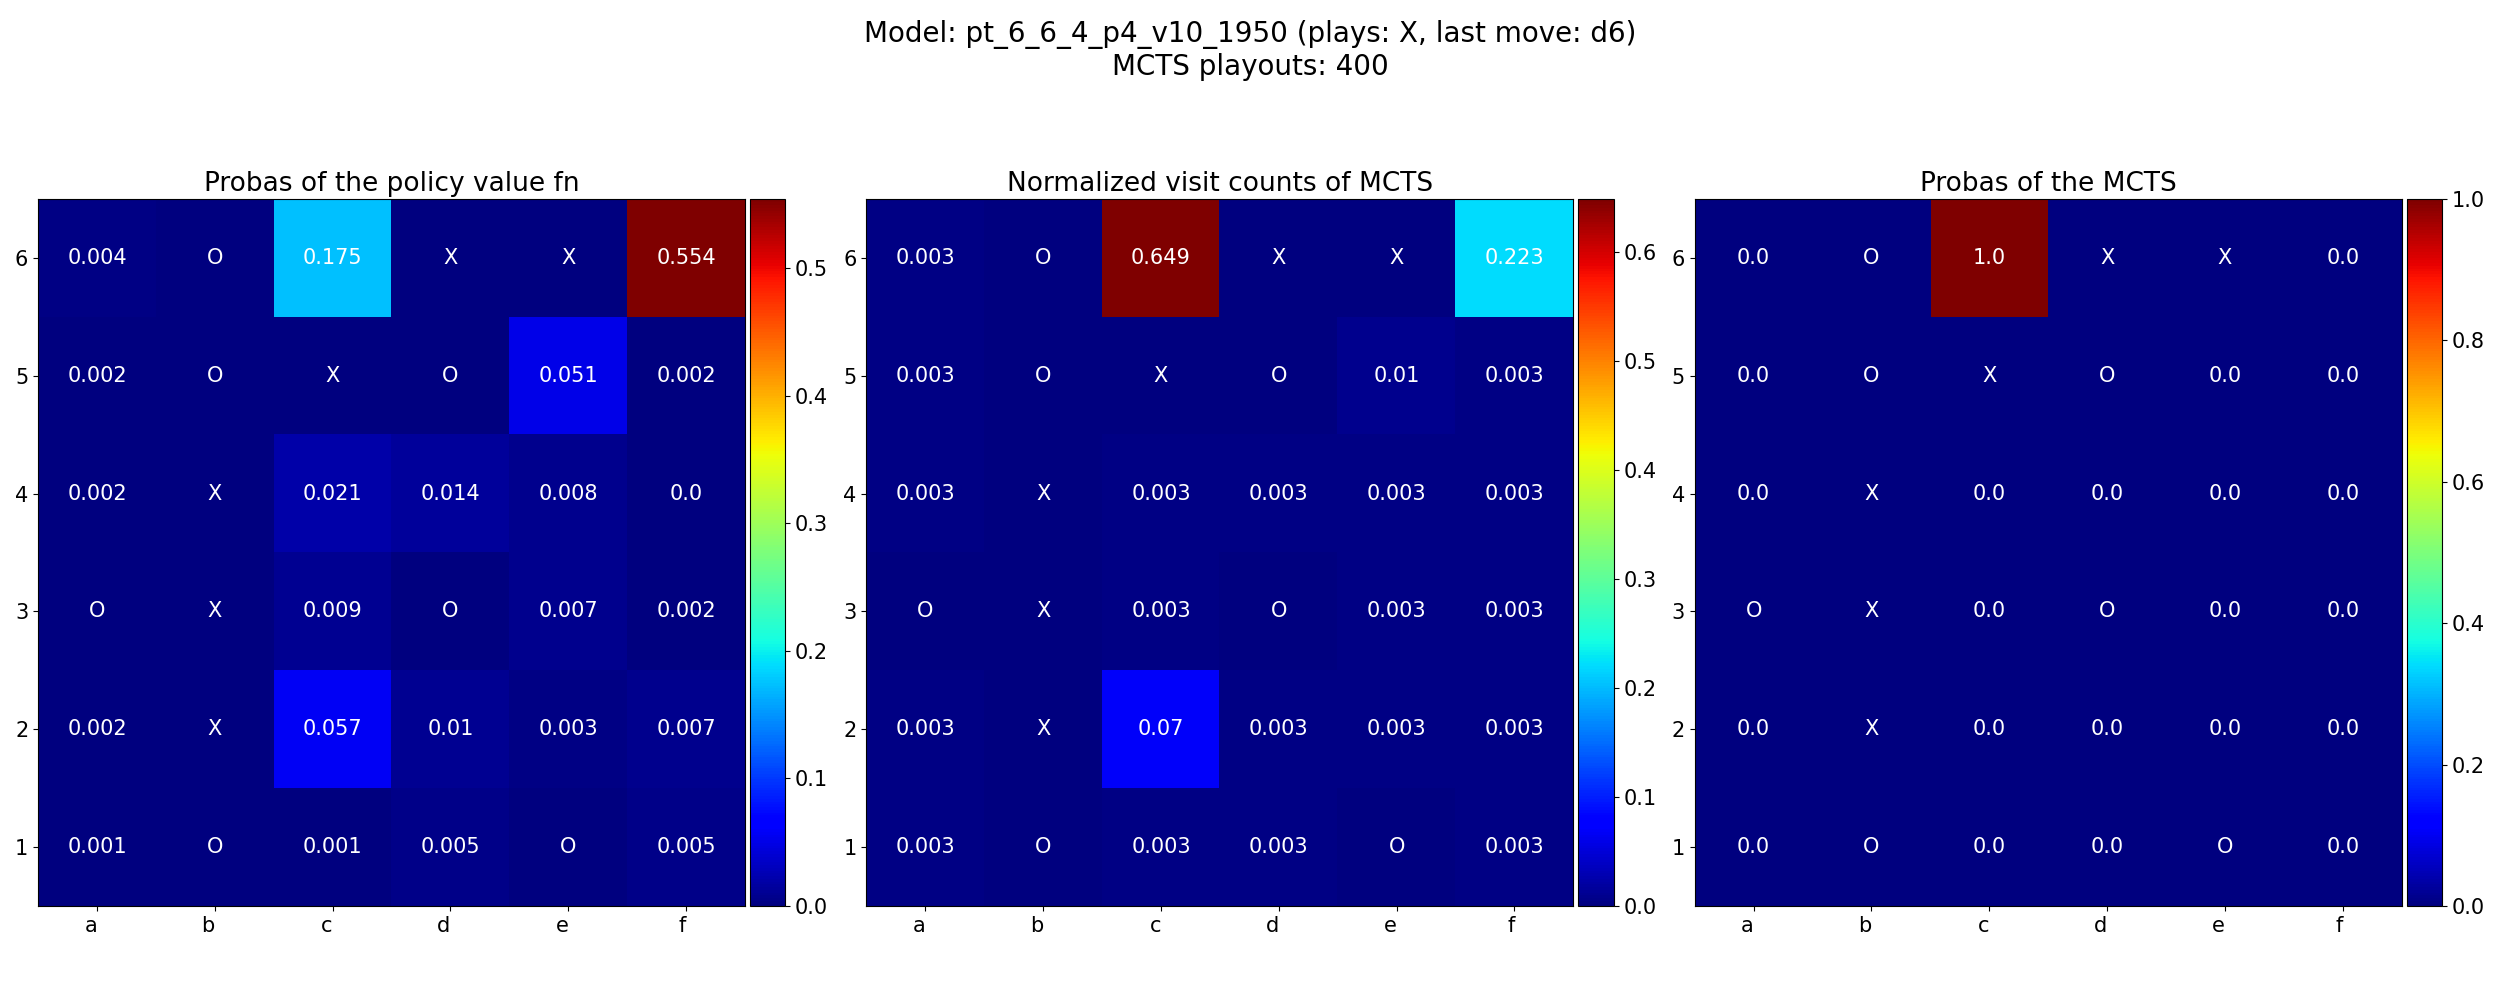 Model: pt_6_6_4_p4_v10_1950 (plays: X, last move: d6)
MCTS playouts: 400
Probas of the policy value fn
6 0.004 O 0.175 X X 0.554
5 0.002 O X O 0.051 0.002
4 0.002 X 0.021 0.014 0.008 0.0
3 O X 0.009 O 0.007 0.002
2 0.002 X 0.057 0.01 0.003 0.007
1 0.001 O 0.001 0.005 O 0.005
a b c d e f
0.5
0.4
0.3
0.2
0.1
0.0
Normalized visit counts of MCTS
6 0.003 O 0.649 X X 0.223
5 0.003 O X O 0.01 0.003
4 0.003 X 0.003 0.003 0.003 0.003
3 O X 0.003 O 0.003 0.003
2 0.003 X 0.07 0.003 0.003 0.003
1 0.003 O 0.003 0.003 O 0.003
a b c d e f
0.6
0.5
0.4
0.3
0.2
0.1
0.0
Probas of the MCTS
6 0.0 O 1.0 X X 0.0
5 0.0 O X O 0.0 0.0
4 0.0 X 0.0 0.0 0.0 0.0
3 O X 0.0 O 0.0 0.0
2 0.0 X 0.0 0.0 0.0 0.0
1 0.0 O 0.0 0.0 O 0.0
a b c d e f
1.0
0.8
0.6
0.4
0.2
0.0